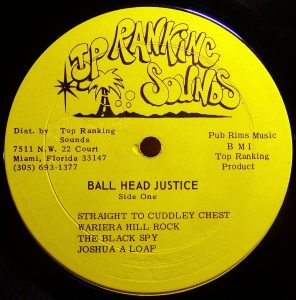 TOP RANKING
SOUNDS
Dist. by Top Ranking
Sounds
7511 N.W. 22 Court
Miami, Florida 33147
(305) 693-1377
Pub Rims Music
B M I
Top Ranking
Product
BALL HEAD JUSTICE
Side One
STRAIGHT TO CUDDLEY CHEST
WARIERA HILL ROCK
THE BLACK SPY
JOSHUA A LOAF